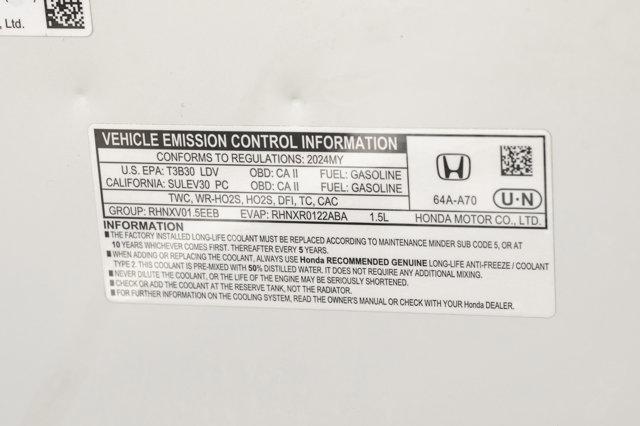 , Ltd.
VEHICLE EMISSION CONTROL INFORMATION
CONFORMS TO REGULATIONS: 2024MY
U.S. EPA: T3B30 LDV OBD: CA II FUEL: GASOLINE
CALIFORNIA: SULEV30 PC OBD: CA II FUEL: GASOLINE
TWC, WR-HO2S, HO2S, DFI, TC, CAC
GROUP: RHNXV01.5EEB EVAP: RHNXR0122ABA 1.5L
64A-A70 U·N
HONDA MOTOR CO., LTD.
INFORMATION
■THE FACTORY INSTALLED LONG-LIFE COOLANT MUST BE REPLACED ACCORDING TO MAINTENANCE MINDER SUB CODE 5, OR AT
10 YEARS WHICHEVER COMES FIRST. THEREAFTER EVERY 5 YEARS.
■WHEN ADDING OR REPLACING THE COOLANT, ALWAYS USE Honda RECOMMENDED GENUINE LONG-LIFE ANTI-FREEZE / COOLANT
TYPE 2. THIS COOLANT IS PRE-MIXED WITH 50% DISTILLED WATER. IT DOES NOT REQUIRE ANY ADDITIONAL MIXING.
■NEVER DILUTE THE COOLANT, OR THE LIFE OF THE ENGINE MAY BE SERIOUSLY SHORTENED.
■CHECK OR ADD THE COOLANT AT THE RESERVE TANK, NOT THE RADIATOR.
■FOR FURTHER INFORMATION ON THE COOLING SYSTEM, READ THE OWNER'S MANUAL OR CHECK WITH YOUR Honda DEALER.